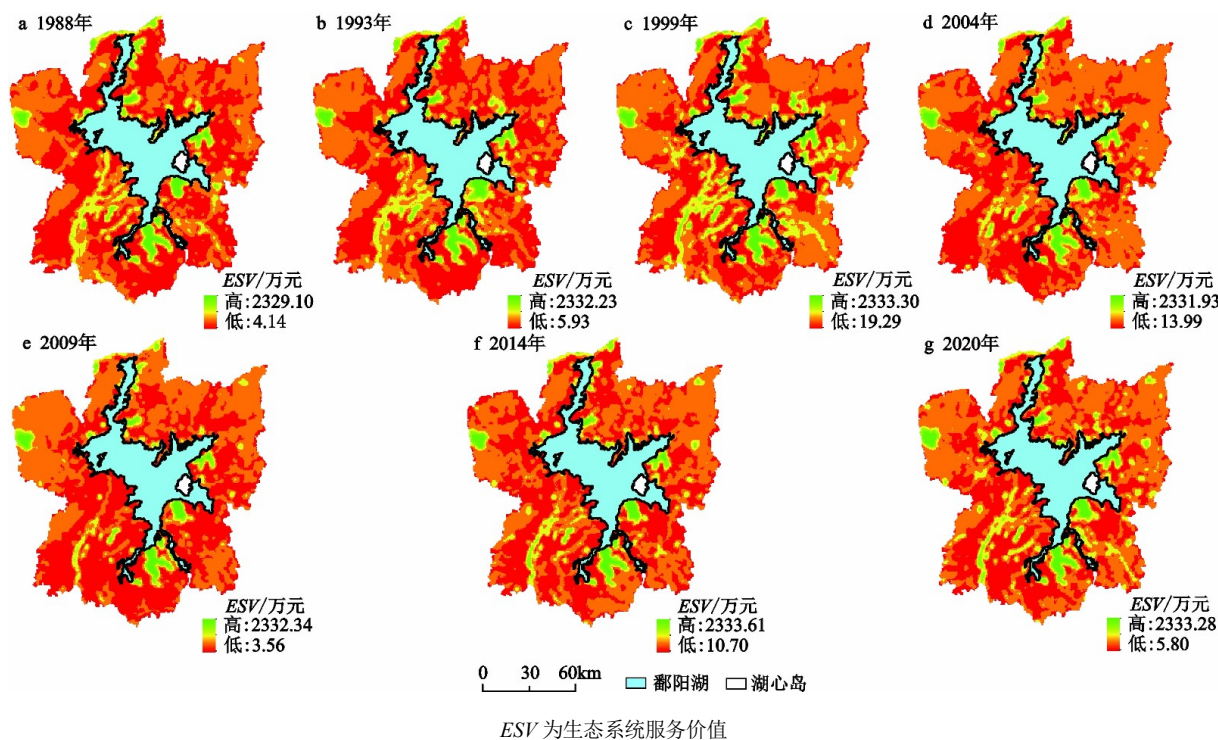 a 1988年
b 1993年
c 1999年
d 2004年
ESV/万元
高:2329.10
低:4.14
ESV/万元
高:2332.23
低:5.93
ESV/万元
高:2333.30
低:19.29
ESV/万元
高:2331.93
低:13.99
e 2009年
f 2014年
g 2020年
ESV/万元
高:2332.34
低:3.56
ESV/万元
高:2333.61
低:10.70
ESV/万元
高:2333.28
低:5.80
0 30 60km
鄱阳湖 湖心岛
ESV 为生态系统服务价值